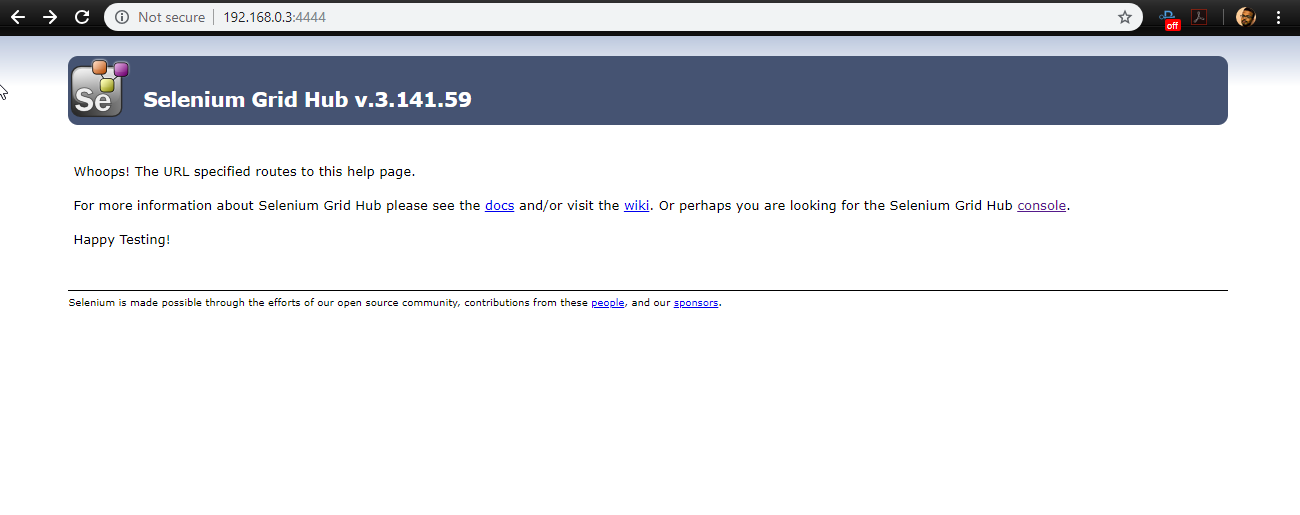 Not secure | 192.168.0.3:4444
off
Se
Selenium Grid Hub v.3.141.59
Whoops! The URL specified routes to this help page.
For more information about Selenium Grid Hub please see the docs and/or visit the wiki. Or perhaps you are looking for the Selenium Grid Hub console.
Happy Testing!
Selenium is made possible through the efforts of our open source community, contributions from these people, and our sponsors.